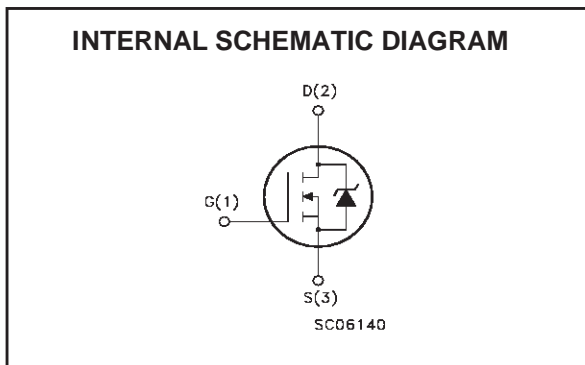 INTERNAL SCHEMATIC DIAGRAM
D(2)
G(1)
S(3)
SC06140